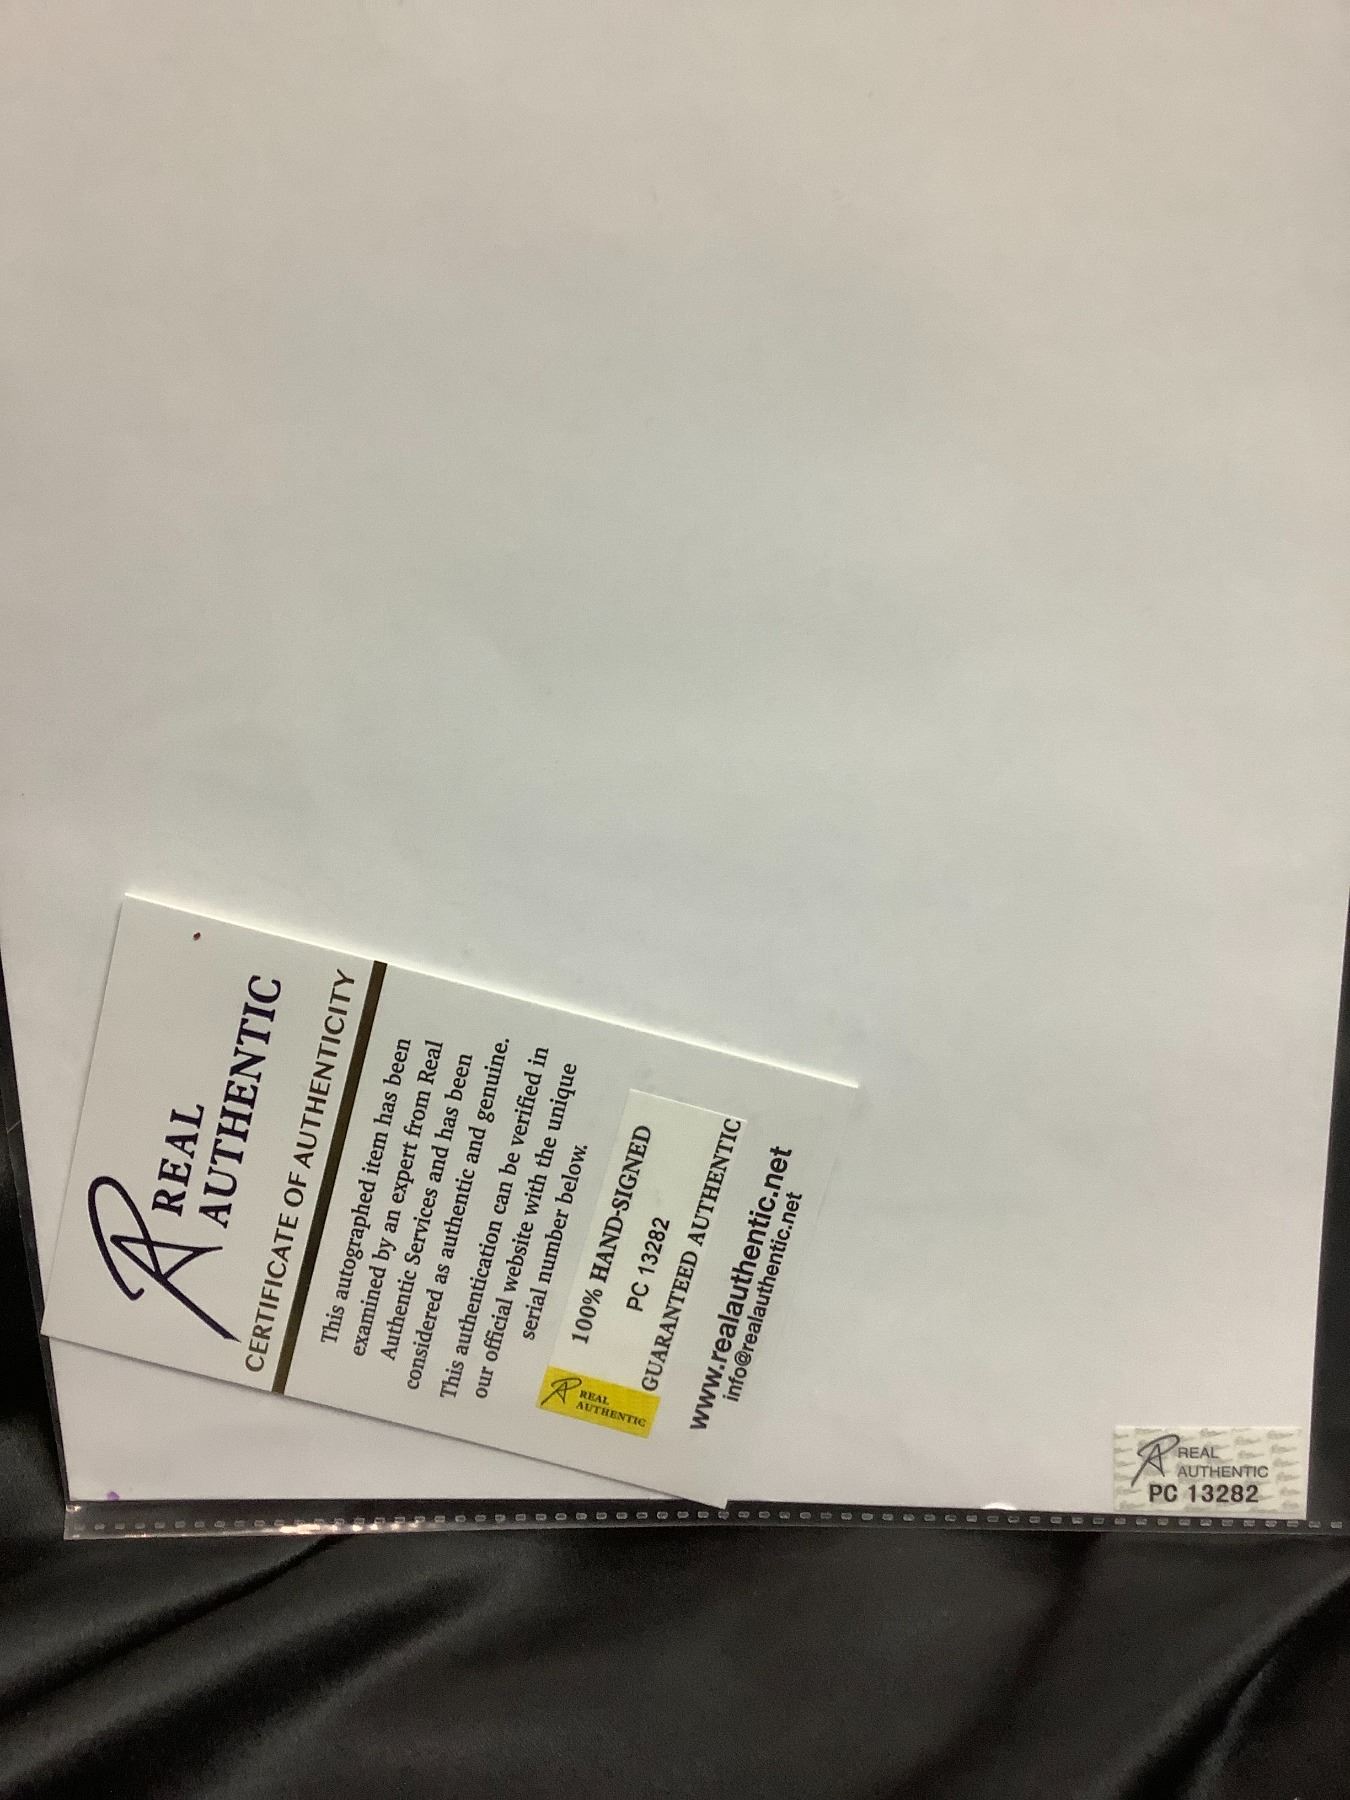 REAL
AUTHENTIC
CERTIFICATE OF AUTHENTICITY
This autographed item has been
examined by an expert from Real
Authentic Services and has been
considered as authentic and genuine.
This authentication can be verified in
our official website with the unique
serial number below.
REAL
AUTHENTIC
100% HAND-SIGNED
PC 13282
GUARANTEED AUTHENTIC
www.realauthentic.net
info@realauthentic.net
REAL
AUTHENTIC
PC 13282